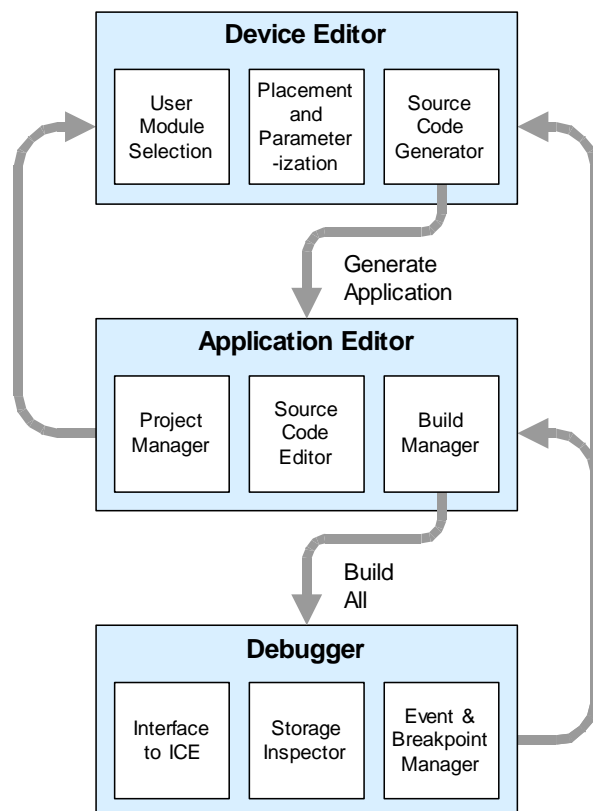 Device Editor
User
Module
Selection
Placement
and
Parameter
-ization
Source
Code
Generator
Generate
Application
Application Editor
Project
Manager
Source
Code
Editor
Build
Manager
Build
All
Debugger
Interface
to ICE
Storage
Inspector
Event &
Breakpoint
Manager